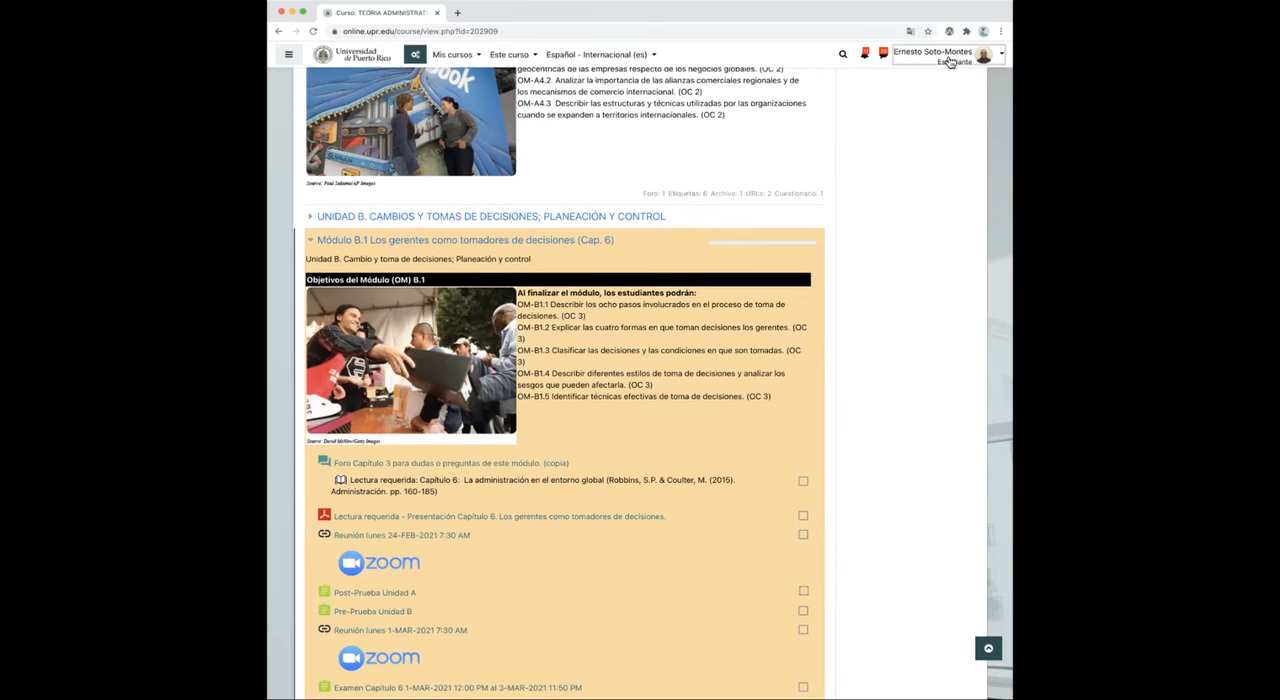 Curso: TEORIA ADMINISTRAT
online.upr.edu/course/view.php?id=202909
Universidad de Puerto Rico
Mis cursos
Este curso
Español - Internacional (es)
Ernesto Soto-Montes
geocéntricas de las empresas respecto de los negocios globales. (OC 2)
OM-A4.2 Analizar la importancia de las alianzas comerciales regionales y de
los mecanismos de comercio internacional. (OC 2)
OM-A4.3 Describir las estructuras y técnicas utilizadas por las organizaciones
cuando se expanden a territorios internacionales. (OC 2)
Source: Paul Sakuma/AP Images
Foro: 1 Etiquetas: 6 Archivo: 1 URLs: 2 Cuestionario: 1
UNIDAD B. CAMBIOS Y TOMAS DE DECISIONES; PLANEACIÓN Y CONTROL
Módulo B.1 Los gerentes como tomadores de decisiones (Cap. 6)
Unidad B. Cambio y toma de decisiones; Planeación y control
Objetivos del Módulo (OM) B.1
Al finalizar el módulo, los estudiantes podrán:
OM-B1.1 Describir los ocho pasos involucrados en el proceso de toma de
decisiones. (OC 3)
OM-B1.2 Explicar las cuatro formas en que toman decisiones los gerentes. (OC
3)
OM-B1.3 Clasificar las decisiones y las condiciones en que son tomadas. (OC
3)
OM-B1.4 Describir diferentes estilos de toma de decisiones y analizar los
sesgos que pueden afectarla. (OC 3)
OM-B1.5 Identificar técnicas efectivas de toma de decisiones. (OC 3)
Foro Capítulo 3 para dudas o preguntas de este módulo. (copia)
Lectura requerida: Capítulo 6: La administración en el entorno global (Robbins, S.P. & Coulter, M. (2015).
Administración. pp. 160-185)
Lectura requerida - Presentación Capítulo 6. Los gerentes como tomadores de decisiones.
Reunión lunes 24-FEB-2021 7:30 AM
zoom
Post-Prueba Unidad A
Pre-Prueba Unidad B
Reunión lunes 1-MAR-2021 7:30 AM
zoom
Examen Capítulo 6 1-MAR-2021 12:00 PM al 3-MAR-2021 11:50 PM